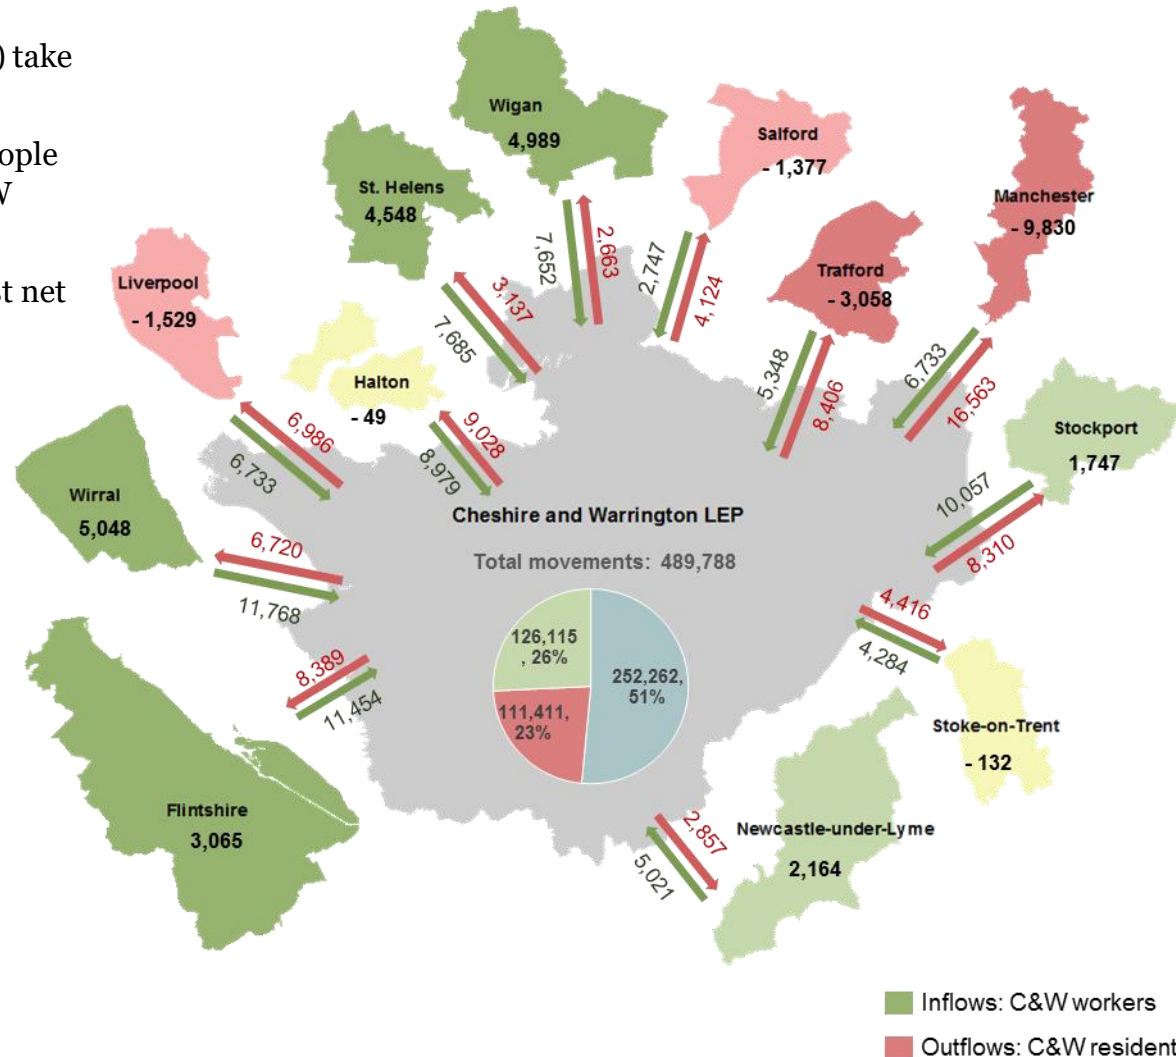 ) take
ople
W
st net
Wigan
4,989
Salford
- 1,377
St. Helens
4,548
Manchester
- 9,830
Trafford
- 3,058
Liverpool
- 1,529
Halton
- 49
7,652
2,663
2,747
4,124
3,137
7,685
5,348
8,406
6,733
16,563
Stockport
1,747
6,986
6,733
9,028
8,979
Wirral
5,048
10,057
8,310
Cheshire and Warrington LEP
Total movements: 489,788
6,720
11,768
126,115
, 26%
252,262,
51%
111,411,
23%
4,416
4,284
8,389
11,454
Stoke-on-Trent
- 132
Flintshire
3,065
2,857
5,021
Newcastle-under-Lyme
2,164
Inflows: C&W workers
Outflows: C&W resident